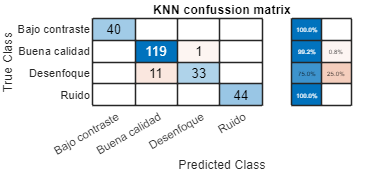 KNN confussion matrix
Bajo contraste 40 100.0%
Buena calidad 119 1 99.2% 0.8%
Desenfoque 11 33 75.0% 25.0%
Ruido 44 100.0%
True Class
Bajo contraste Buena calidad Desenfoque Ruido
Predicted Class